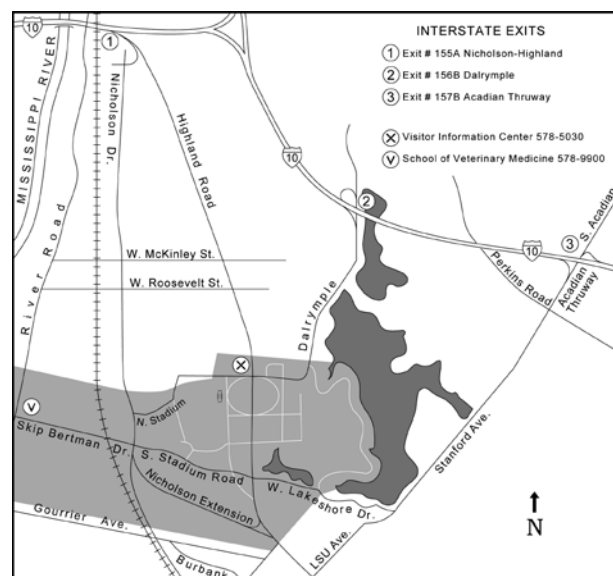 INTERSTATE EXITS
1 Exit # 155A Nicholson-Highland
2 Exit # 156B Dalrymple
3 Exit # 157B Acadian Thruway
X Visitor Information Center 578-5030
V School of Veterinary Medicine 578-9900
10
1
MISSISSIPPI RIVER
Nicholson Dr.
Highland Road
10
2
River Road
W. McKinley St.
W. Roosevelt St.
Dalrymple
Perkins Road
10
3
S. Acadian
Acadian
Thruway
X
V
N. Stadium
Skip Bertman Dr.
S. Stadium Road
Nicholson Extension
W. Lakeshore Dr.
Stanford Ave.
LSU Ave.
Gourrier Ave.
Burbank
N